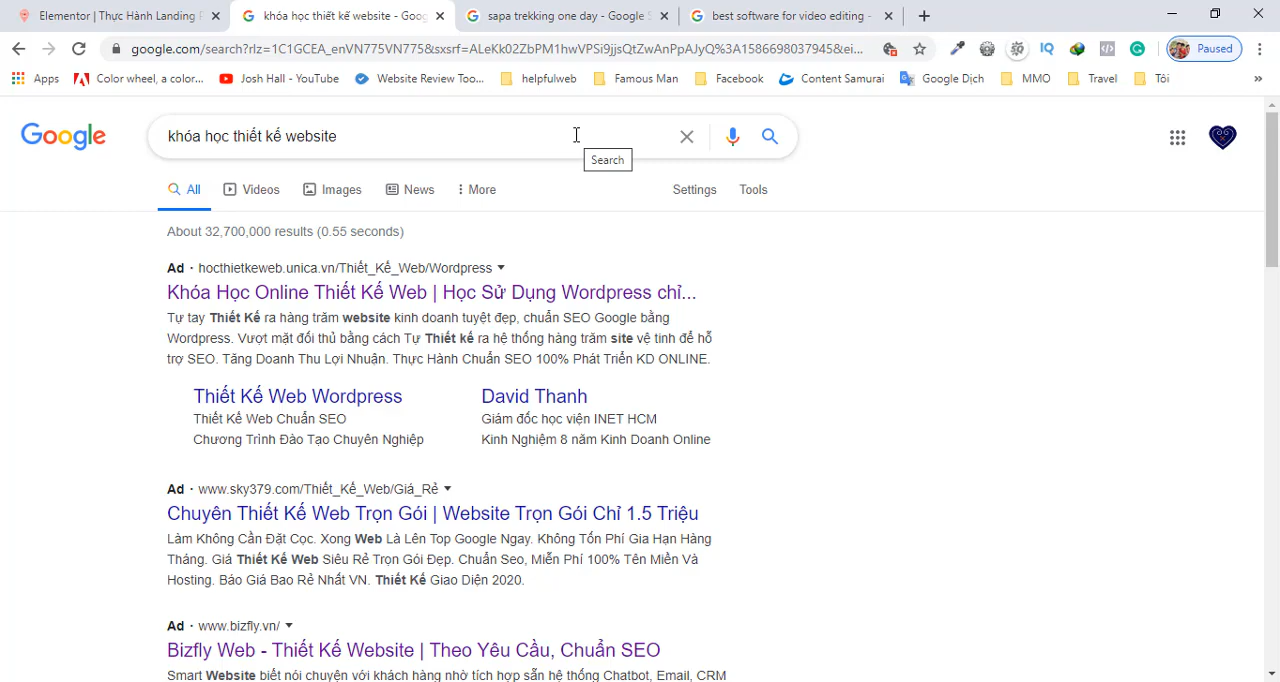 Elementor | Thực Hành Landing P
khóa học thiết kế website - Goog
sapa trekking one day - Google S
best software for video editing -
google.com/search?rlz=1C1GCEA_enVN775VN775&sxsrf=ALeKk02ZbPM1hwVPSi9jjsQtZwAnPpAJyQ%3A1586698037945&ei...
Paused
Apps
Color wheel, a color...
Josh Hall - YouTube
Website Review Too...
helpfulweb
Famous Man
Facebook
Content Samurai
Google Dịch
MMO
Travel
Tôi
Google
khóa học thiết kế website
Search
All
Videos
Images
News
More
Settings
Tools
About 32,700,000 results (0.55 seconds)
Ad · hocthietkeweb.unica.vn/Thiết_Kế_Web/Wordpress
Khóa Học Online Thiết Kế Web | Học Sử Dụng Wordpress chỉ...
Tự tay Thiết Kế ra hàng trăm website kinh doanh tuyệt đẹp, chuẩn SEO Google bằng
Wordpress. Vượt mặt đối thủ bằng cách Tự Thiết kế ra hệ thống hàng trăm site vệ tinh để hỗ
trợ SEO. Tăng Doanh Thu Lợi Nhuận. Thực Hành Chuẩn SEO 100% Phát Triển KD ONLINE.
Thiết Kế Web Wordpress
Thiết Kế Web Chuẩn SEO
Chương Trình Đào Tạo Chuyên Nghiệp
David Thanh
Giám đốc học viện INET HCM
Kinh Nghiệm 8 năm Kinh Doanh Online
Ad · www.sky379.com/Thiết_Kế_Web/Giá_Rẻ
Chuyên Thiết Kế Web Trọn Gói | Website Trọn Gói Chỉ 1.5 Triệu
Làm Không Cần Đặt Cọc. Xong Web Là Lên Top Google Ngay. Không Tốn Phí Gia Hạn Hàng
Tháng. Giá Thiết Kế Web Siêu Rẻ Trọn Gói Đẹp. Chuẩn Seo, Miễn Phí 100% Tên Miền Và
Hosting. Báo Giá Bao Rẻ Nhất VN. Thiết Kế Giao Diện 2020.
Ad · www.bizfly.vn/
Bizfly Web - Thiết Kế Website | Theo Yêu Cầu, Chuẩn SEO
Smart Website biết nói chuyện với khách hàng nhờ tích hợp sẵn hệ thống Chatbot, Email, CRM